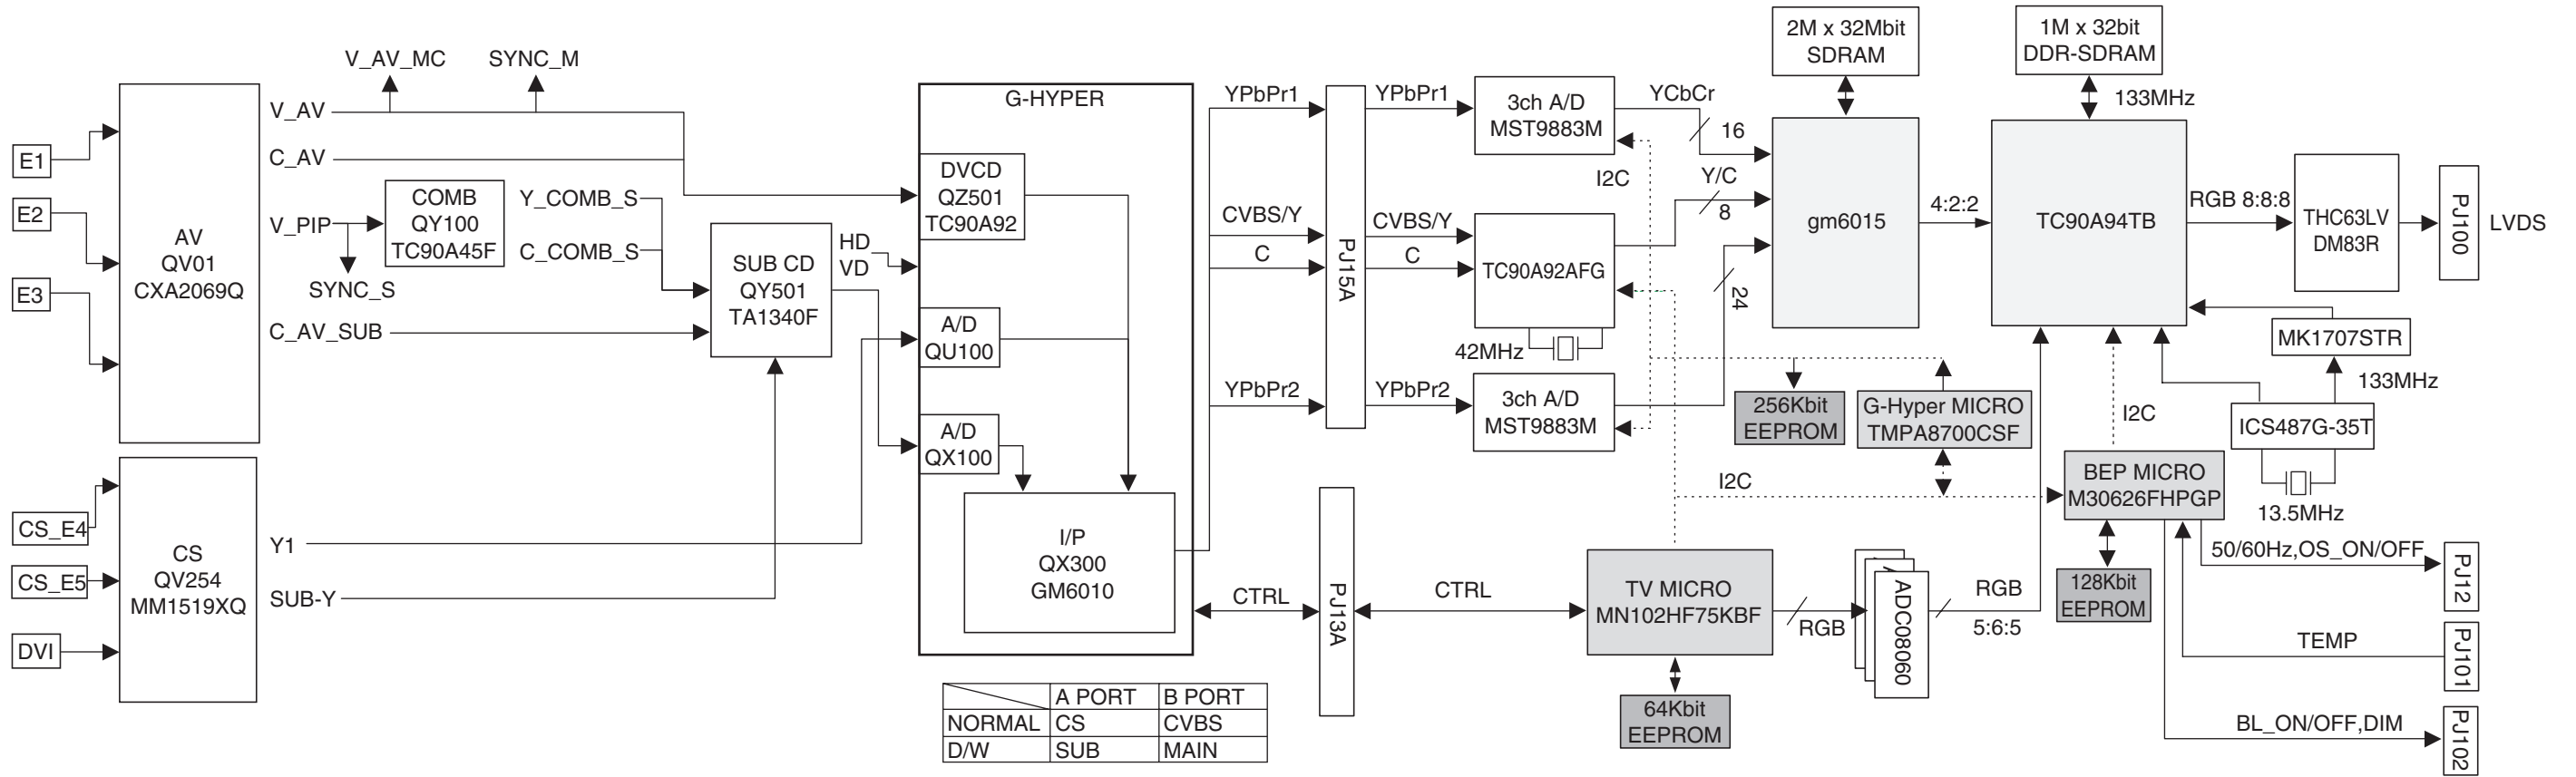 V_AV_MC
SYNC_M
V_AV
C_AV
V_PIP
SYNC_S
C_AV_SUB
E1
E2
E3
AV
QV01
CXA2069Q
COMB
QY100
TC90A45F
Y_COMB_S
C_COMB_S
SUB CD
QY501
TA1340F
HD
VD
CS_E4
CS_E5
DVI
CS
QV254
MM1519XQ
Y1
SUB-Y
G-HYPER
DVCD
QZ501
TC90A92
A/D
QU100
A/D
QX100
I/P
QX300
GM6010
A PORT B PORT
NORMAL CS CVBS
D/W SUB MAIN
YPbPr1
CVBS/Y
C
YPbPr2
CTRL
PJ15A
PJ13A
YPbPr1
CVBS/Y
C
YPbPr2
CTRL
3ch A/D
MST9883M
TC90A92AFG
42MHz
3ch A/D
MST9883M
YCbCr
16
I2C
Y/C
8
24
2M x 32Mbit
SDRAM
gm6015
4:2:2
1M x 32bit
DDR-SDRAM
133MHz
TC90A94TB
RGB 8:8:8
THC63LV
DM83R
PJ100
LVDS
MK1707STR
133MHz
ICS487G-35T
13.5MHz
256Kbit
EEPROM
G-Hyper MICRO
TMPA8700CSF
I2C
I2C
BEP MICRO
M30626FHPGP
128Kbit
EEPROM
TV MICRO
MN102HF75KBF
64Kbit
EEPROM
RGB
ADC08060
RGB
5:6:5
50/60Hz,OS_ON/OFF
PJ12
TEMP
PJ101
BL_ON/OFF,DIM
PJ102